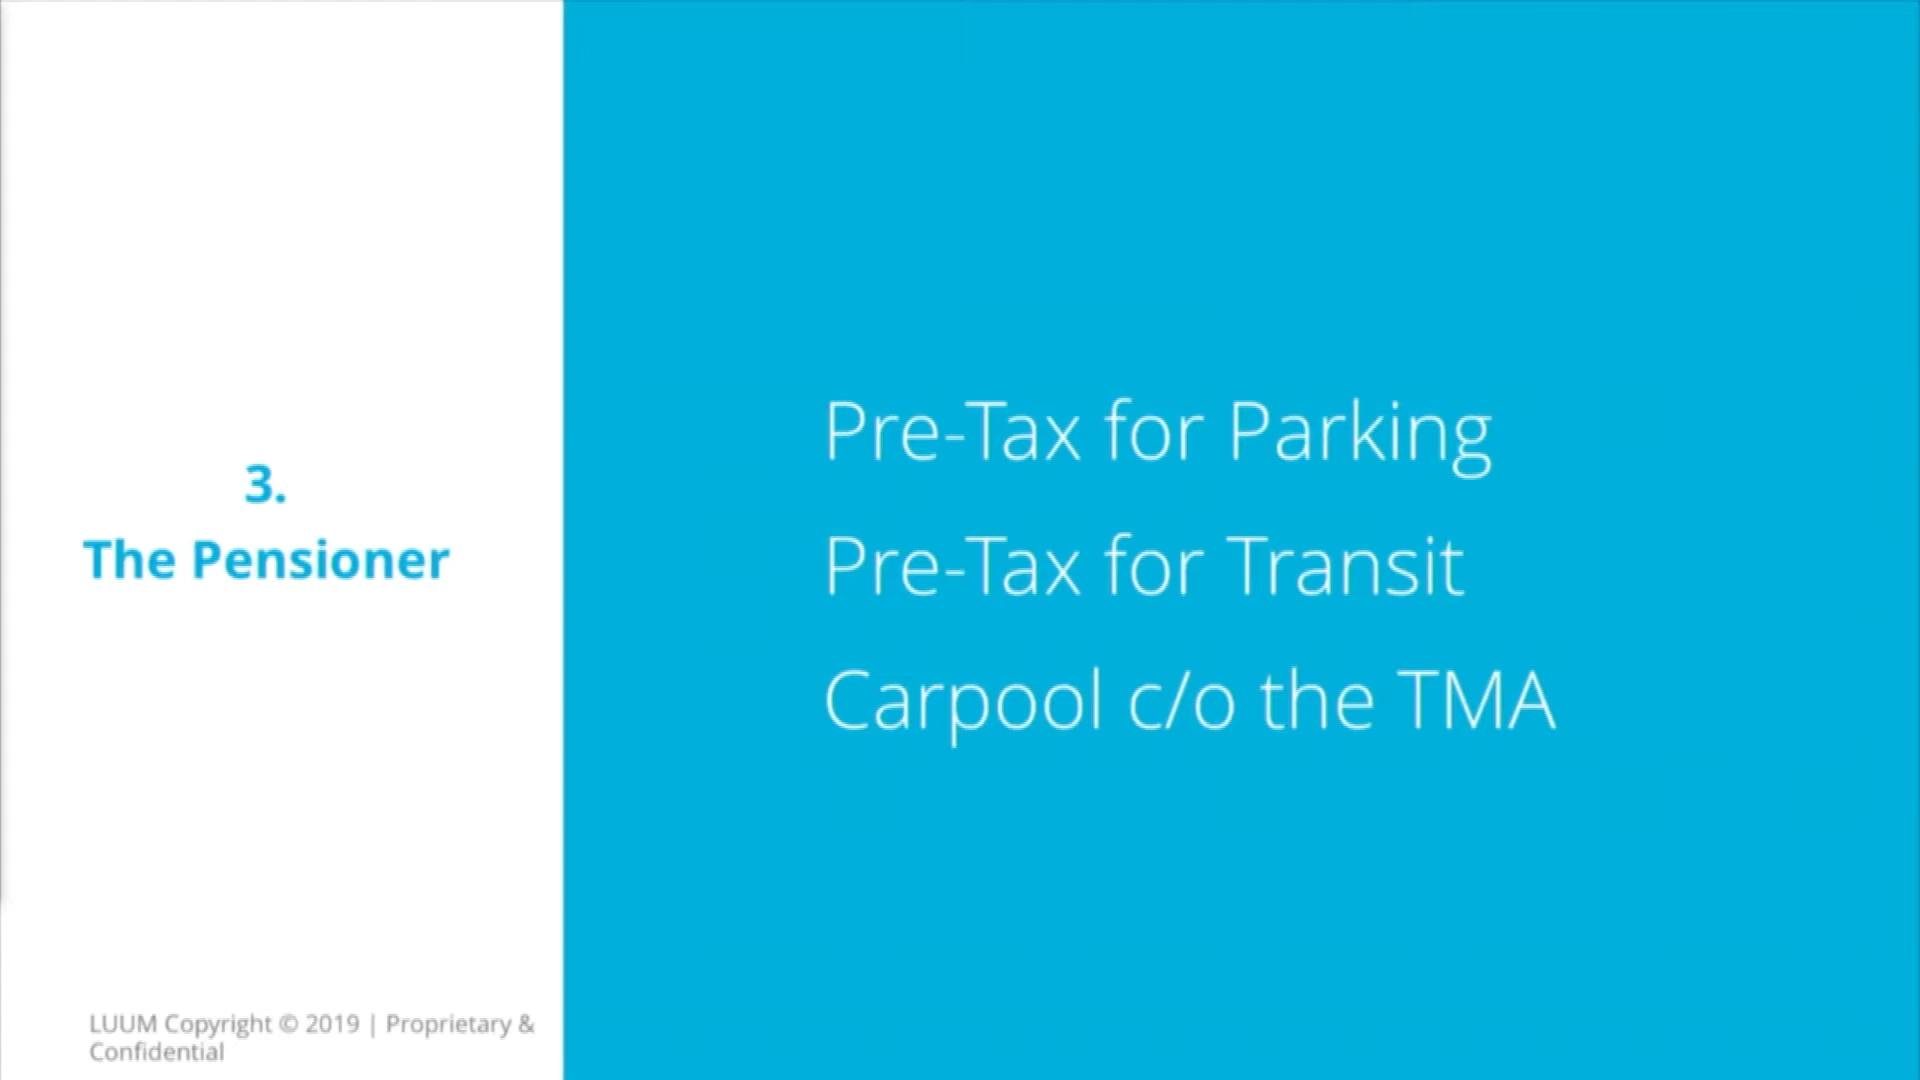 3.
The Pensioner
Pre-Tax for Parking
Pre-Tax for Transit
Carpool c/o the TMA
LUUM Copyright © 2019 | Proprietary &
Confidential